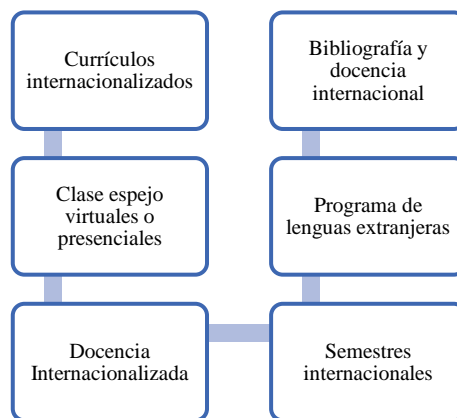 Currículos
internacionalizados
Clase espejo
virtuales o
presenciales
Docencia
Internacionalizada
Semestres
internacionales
Programa de
lenguas extranjeras
Bibliografía y
docencia
internacional